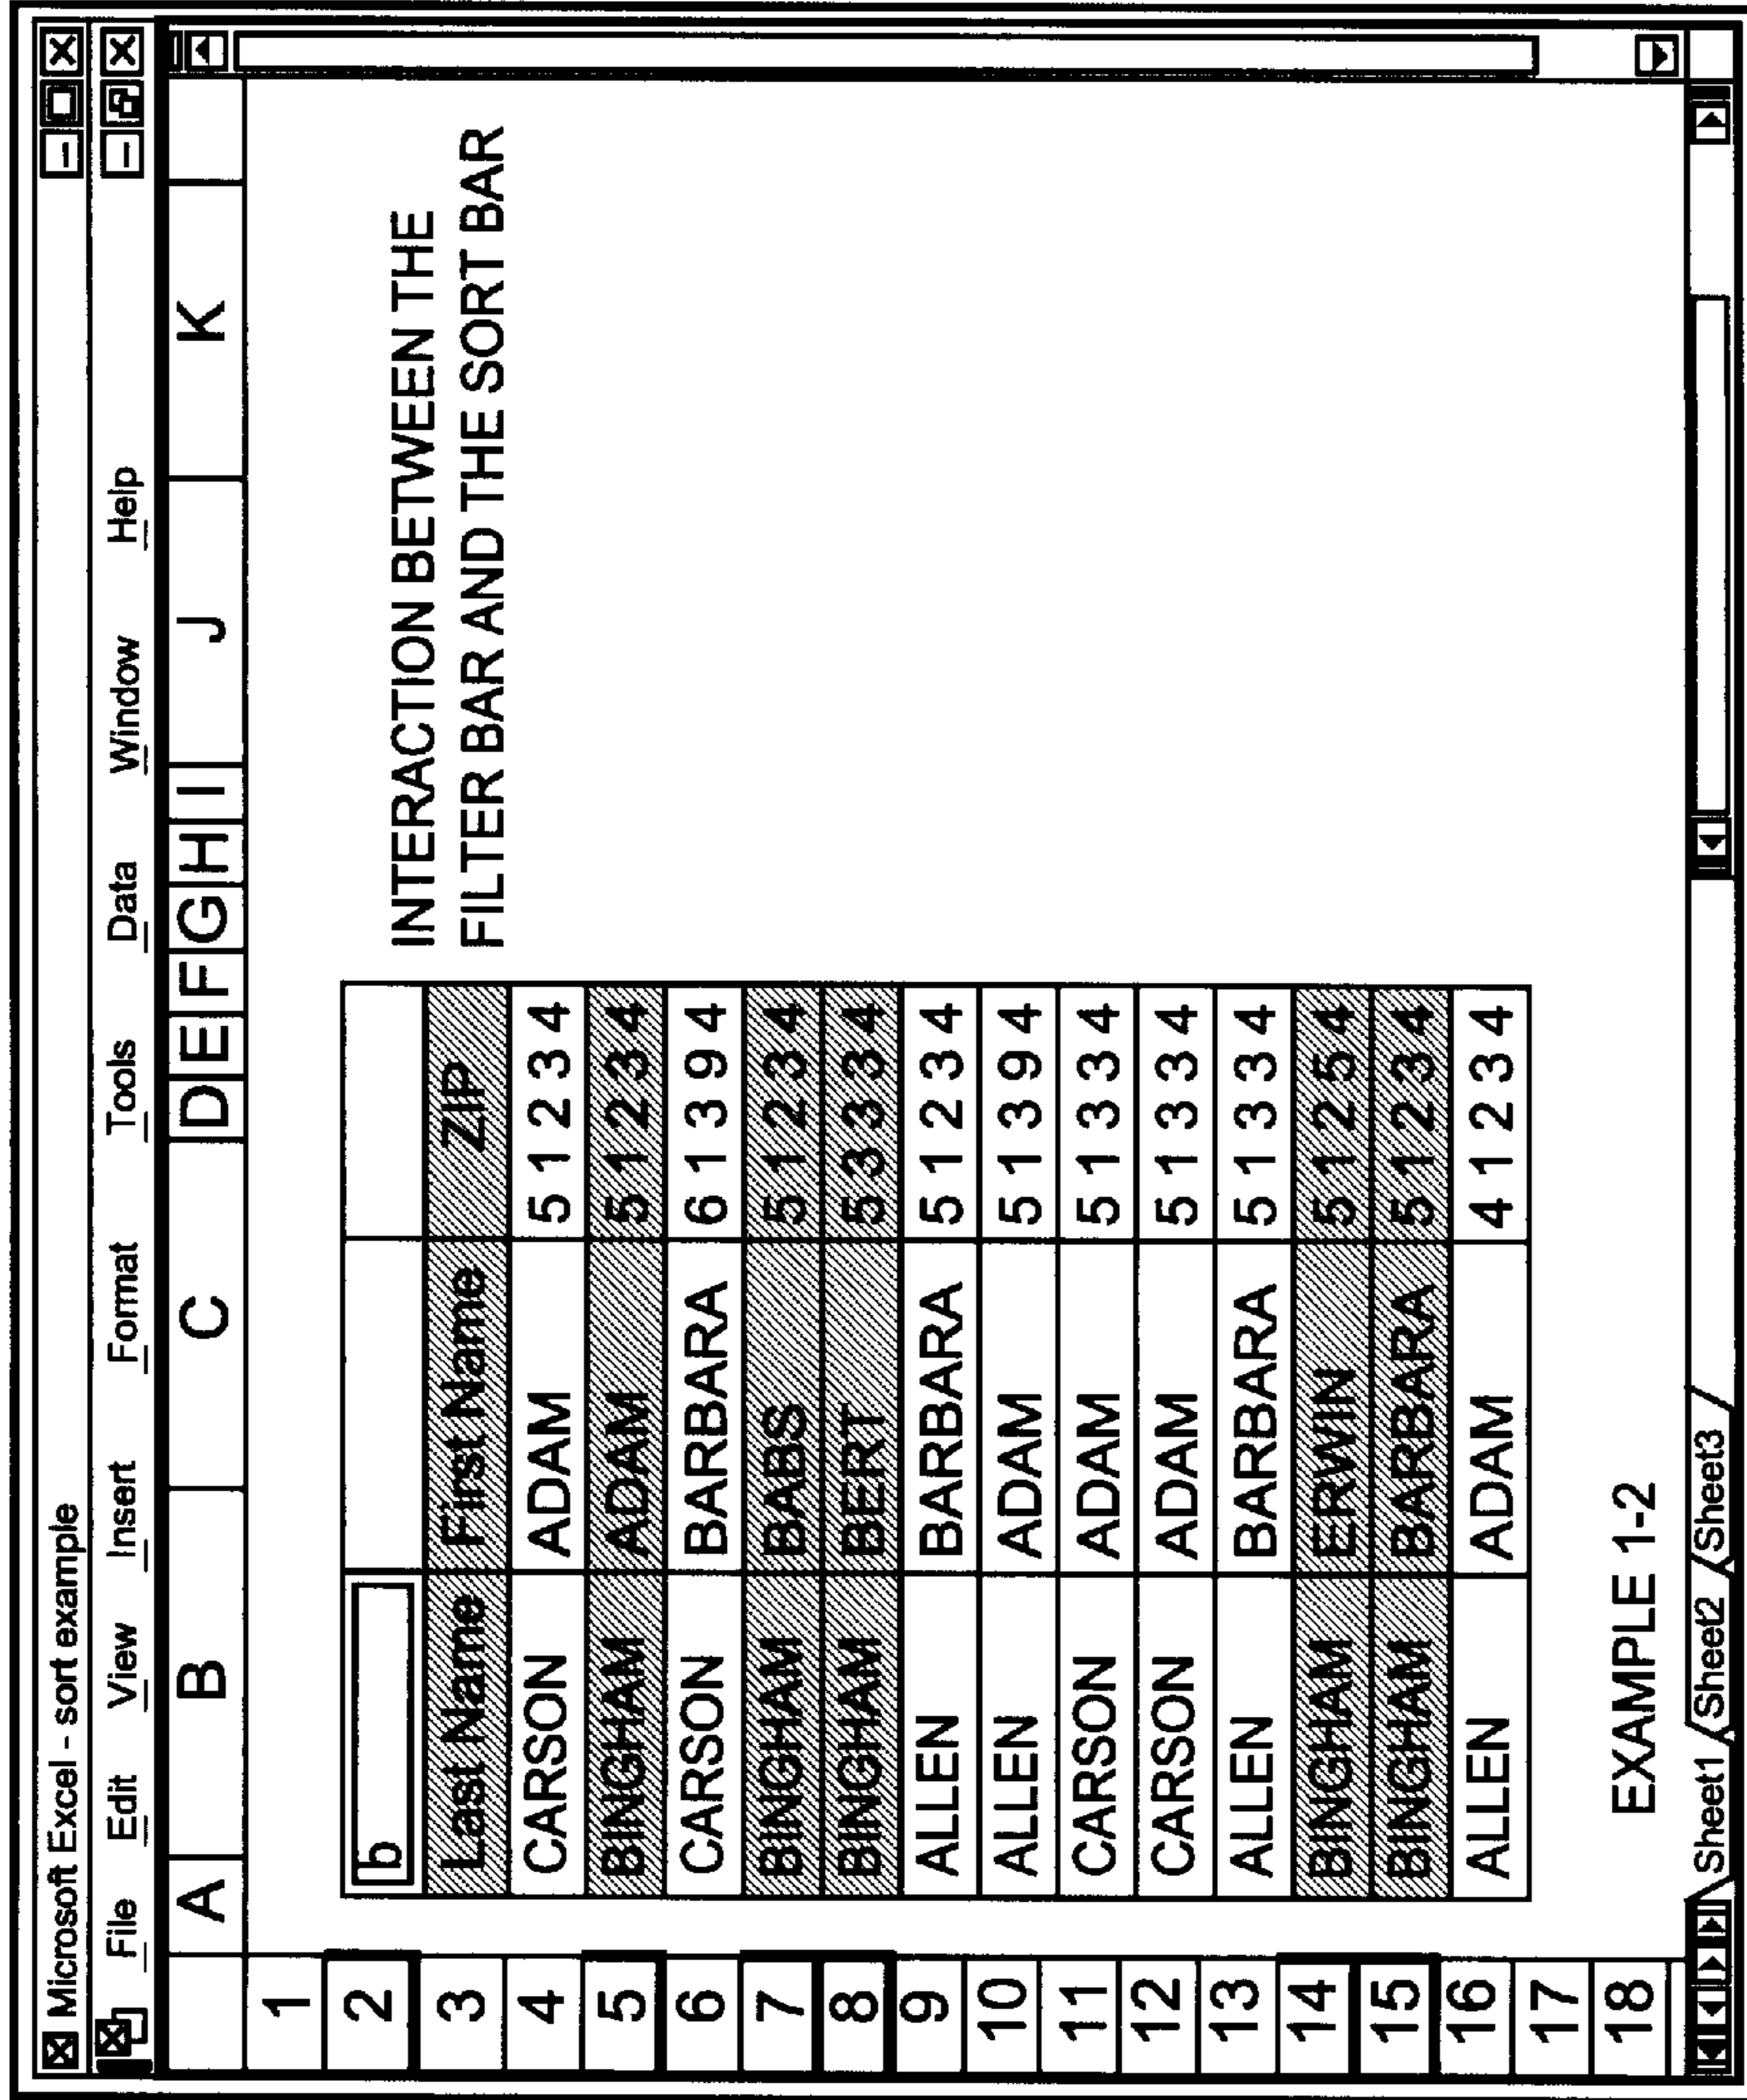 Microsoft Excel - sort example
File Edit View Insert Format Tools Data Window Help
A B C D E F G H I J K
1
2 b
3 Last Name First Name ZIP
4 CARSON ADAM 5 1 2 3 4
5 BINGHAM ADAM 5 1 2 3 4
6 CARSON BARBARA 6 1 3 9 4
7 BINGHAM BABS 5 1 2 3 4
8 BINGHAM BERT 5 3 3 3 4
9 ALLEN BARBARA 5 1 2 3 4
10 ALLEN ADAM 5 1 3 9 4
11 CARSON ADAM 5 1 3 3 4
12 CARSON ADAM 5 1 3 3 4
13 ALLEN BARBARA 5 1 3 3 4
14 BINGHAM ERWIN 5 1 2 5 4
15 BINGHAM BARBARA 5 1 2 3 4
16 ALLEN ADAM 4 1 2 3 4
17
18
INTERACTION BETWEEN THE
FILTER BAR AND THE SORT BAR
EXAMPLE 1-2
Sheet1 Sheet2 Sheet3